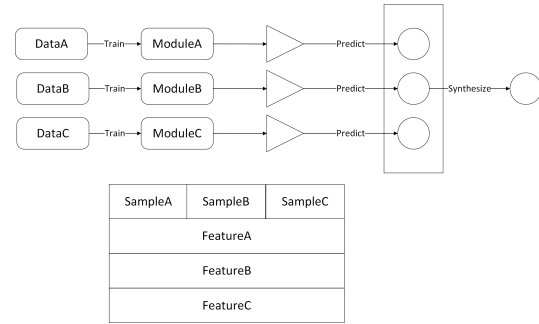 DataA Train ModuleA Predict
DataB Train ModuleB Predict Synthesize
DataC Train ModuleC Predict
SampleA SampleB SampleC
FeatureA
FeatureB
FeatureC